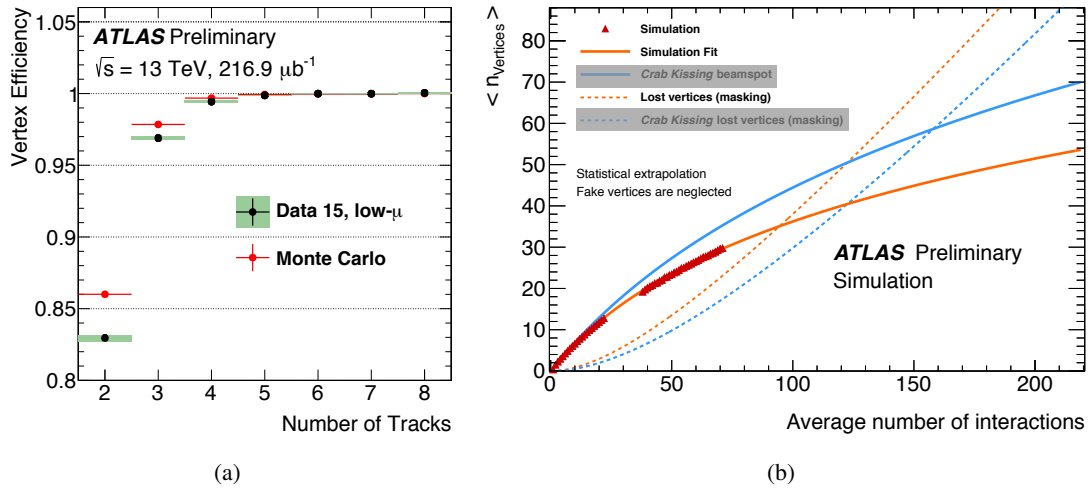 ATLAS Preliminary
√s = 13 TeV, 216.9 μb⁻¹
Vertex Efficiency
1.05
1
0.95
0.9
0.85
0.8
Data 15, low-μ
Monte Carlo
2 3 4 5 6 7 8
Number of Tracks
(a)
< nVertices >
80
70
60
50
40
30
20
10
0
Simulation
Simulation Fit
Crab Kissing beamspot
Lost vertices (masking)
Crab Kissing lost vertices (masking)
Statistical extrapolation
Fake vertices are neglected
ATLAS Preliminary
Simulation
0 50 100 150 200
Average number of interactions
(b)